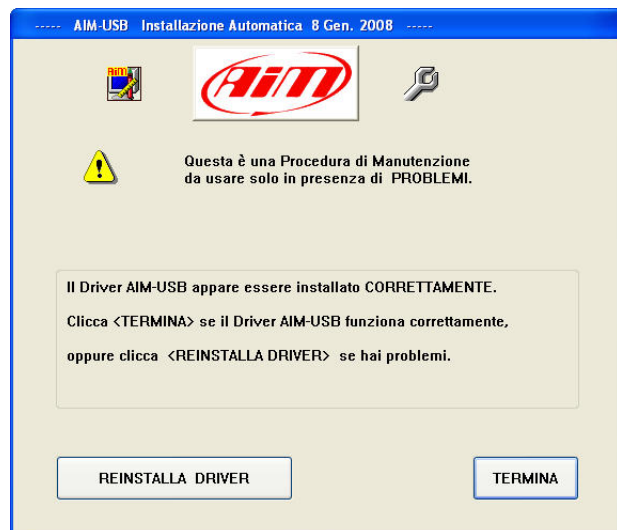 ----- AIM-USB Installazione Automatica 8 Gen. 2008 -----
AiM
AiM
Questa è una Procedura di Manutenzione
da usare solo in presenza di PROBLEMI.
Il Driver AIM-USB appare essere installato CORRETTAMENTE.
Clicca <TERMINA> se il Driver AIM-USB funziona correttamente,
oppure clicca <REINSTALLA DRIVER> se hai problemi.
REINSTALLA DRIVER
TERMINA